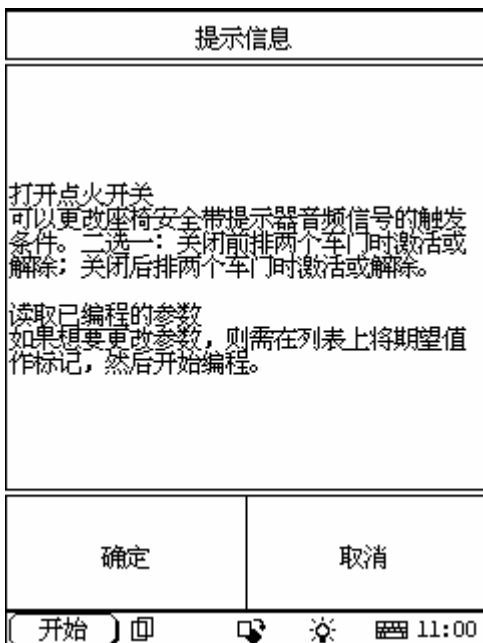 提示信息
打开点火开关
可以更改座椅安全带提示器音频信号的触发
条件。二选一：关闭前排两个车门时激活或
解除；关闭后排两个车门时激活或解除。
读取已编程的参数
如果想要更改参数，则需在列表上将期望值
作标记，然后开始编程。
确定
取消
开始
11:00